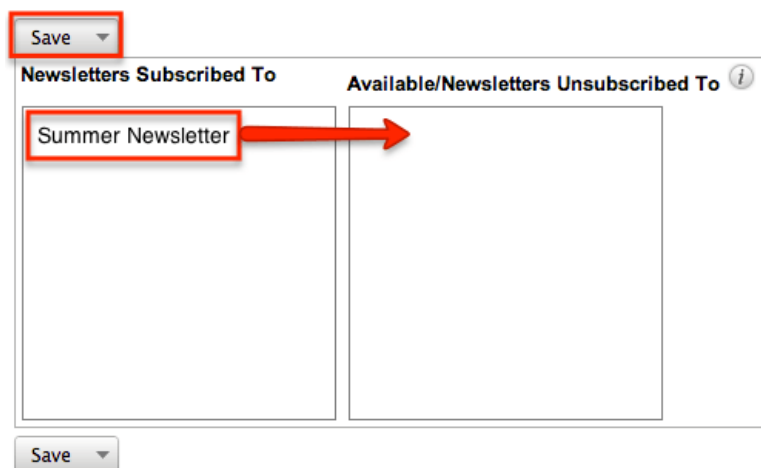 Save
Newsletters Subscribed To
Available/Newsletters Unsubscribed To i
Summer Newsletter
Save